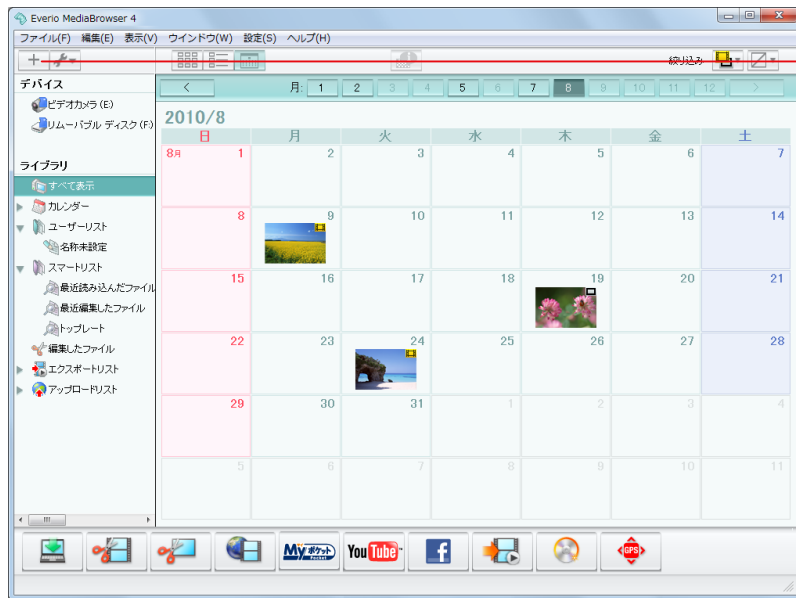 Everio MediaBrowser 4
ファイル(F) 編集(E) 表示(V) ウインドウ(W) 設定(S) ヘルプ(H)
絞り込み
デバイス
ビデオカメラ (E)
リムーバブル ディスク (F)
ライブラリ
すべて表示
カレンダー
ユーザーリスト
名称未設定
スマートリスト
最近読み込んだファイル
最近編集したファイル
トップレート
編集したファイル
エクスポートリスト
アップロードリスト
< 月: 1 2 3 4 5 6 7 8 9 10 11 12 >
2010/8
日 月 火 水 木 金 土
8月 1 2 3 4 5 6 7
8 9 10 11 12 13 14
15 16 17 18 19 20 21
22 23 24 25 26 27 28
29 30 31 1 2 3 4
5 6 7 8 9 10 11
Myポケット Pocket YouTube f GPS